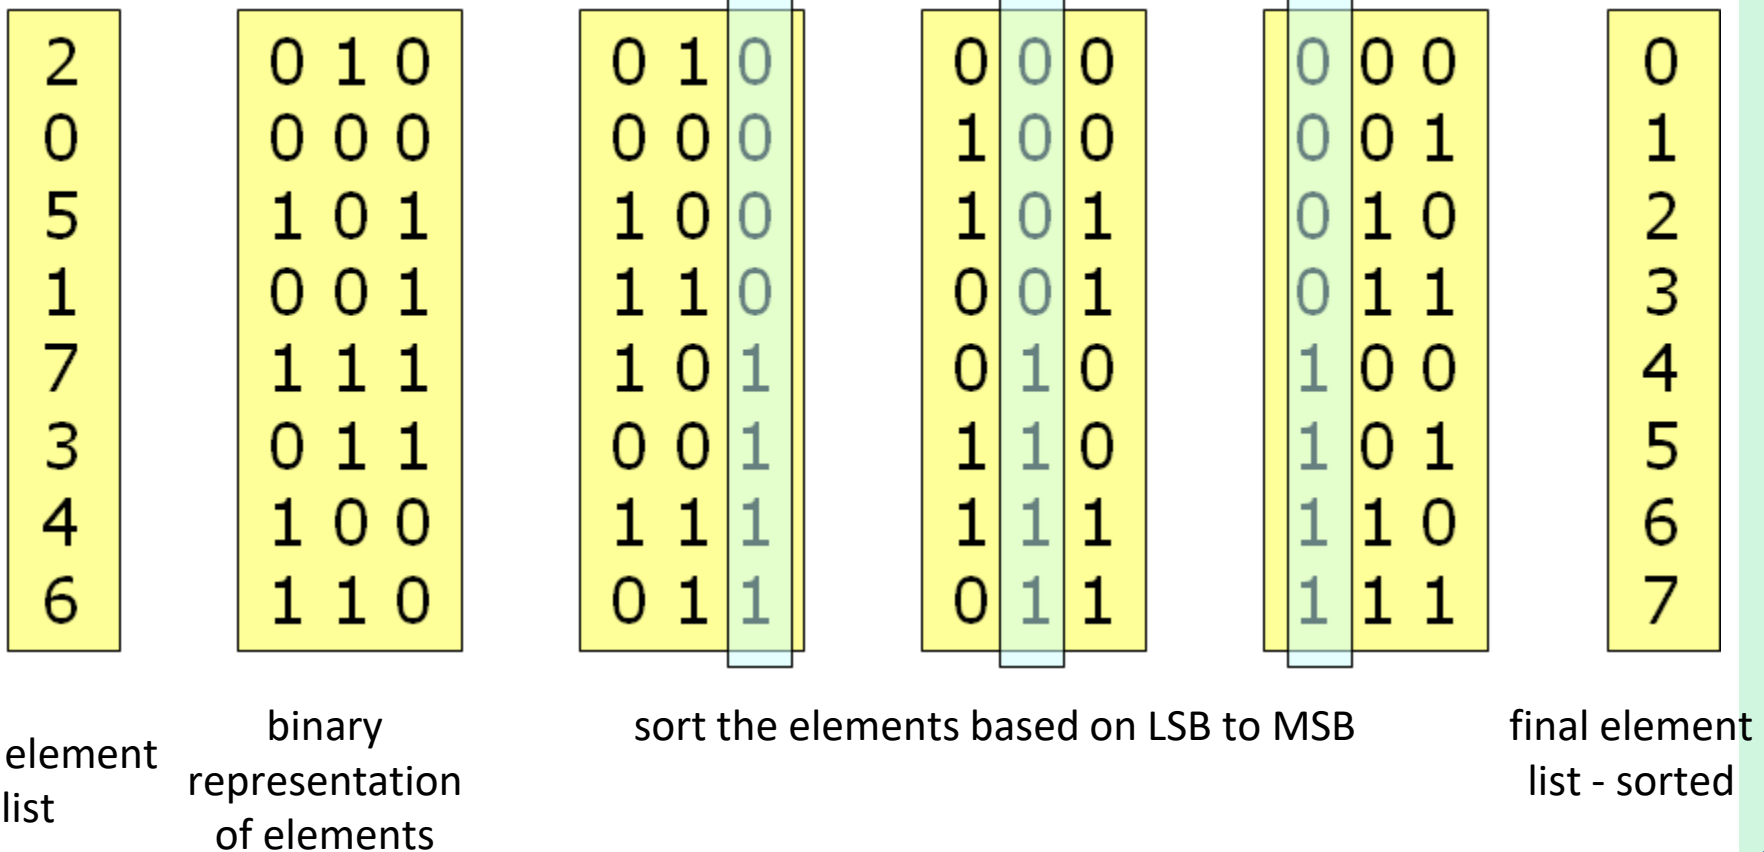 2 0 1 0 0 1 0 0 0 0 0 0 0 0
0 0 0 0 0 0 0 1 0 0 0 0 1 1
5 1 0 1 1 0 0 1 0 1 0 1 0 2
1 0 0 1 1 1 0 0 0 1 0 1 1 3
7 1 1 1 1 0 1 0 1 0 1 0 0 4
3 0 1 1 0 0 1 1 1 0 1 0 1 5
4 1 0 0 1 1 1 1 1 1 1 1 0 6
6 1 1 0 0 1 1 0 1 1 1 1 1 7
element
list
binary
representation
of elements
sort the elements based on LSB to MSB
final element
list - sorted